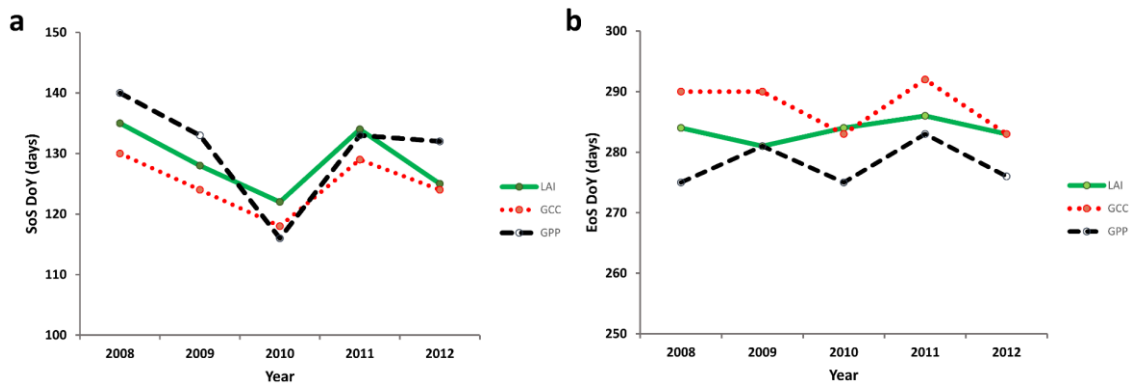 a
150
140
130
120
110
100
SoS DoY (days)
2008 2009 2010 2011 2012
Year
LAI
GCC
GPP
b
300
290
280
270
260
250
EoS DoY (days)
2008 2009 2010 2011 2012
Year
LAI
GCC
GPP